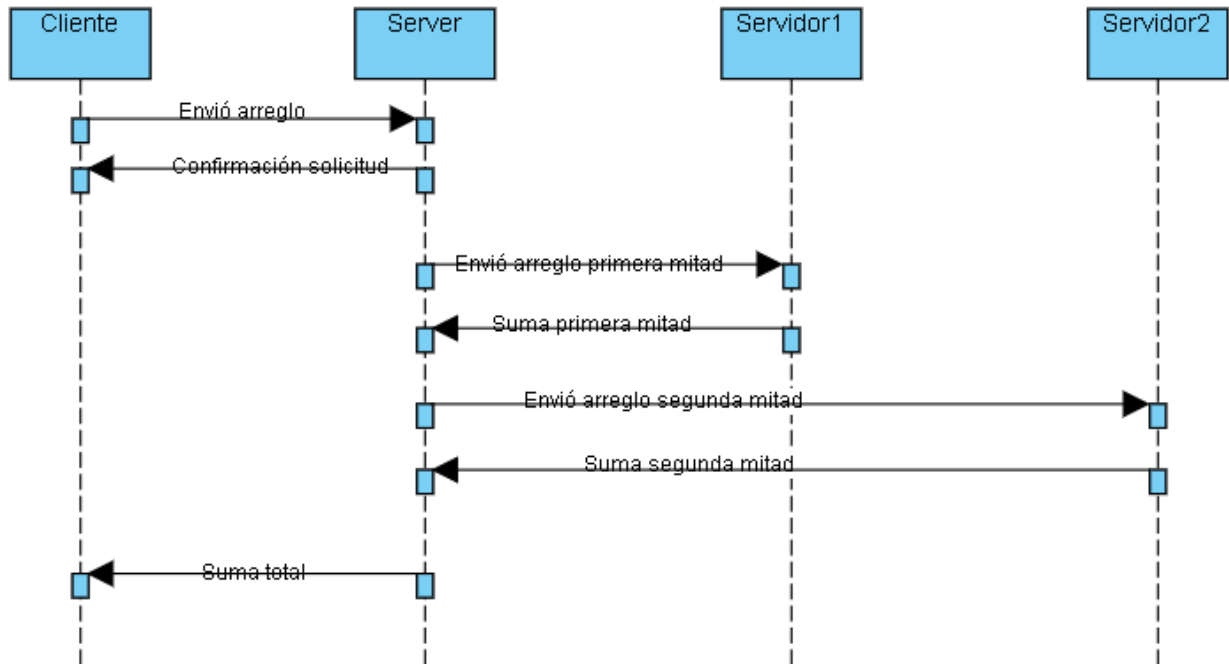 Cliente
Server
Servidor1
Servidor2
Envió arreglo
Confirmación solicitud
Envió arreglo primera mitad
Suma primera mitad
Envió arreglo segunda mitad
Suma segunda mitad
Suma total